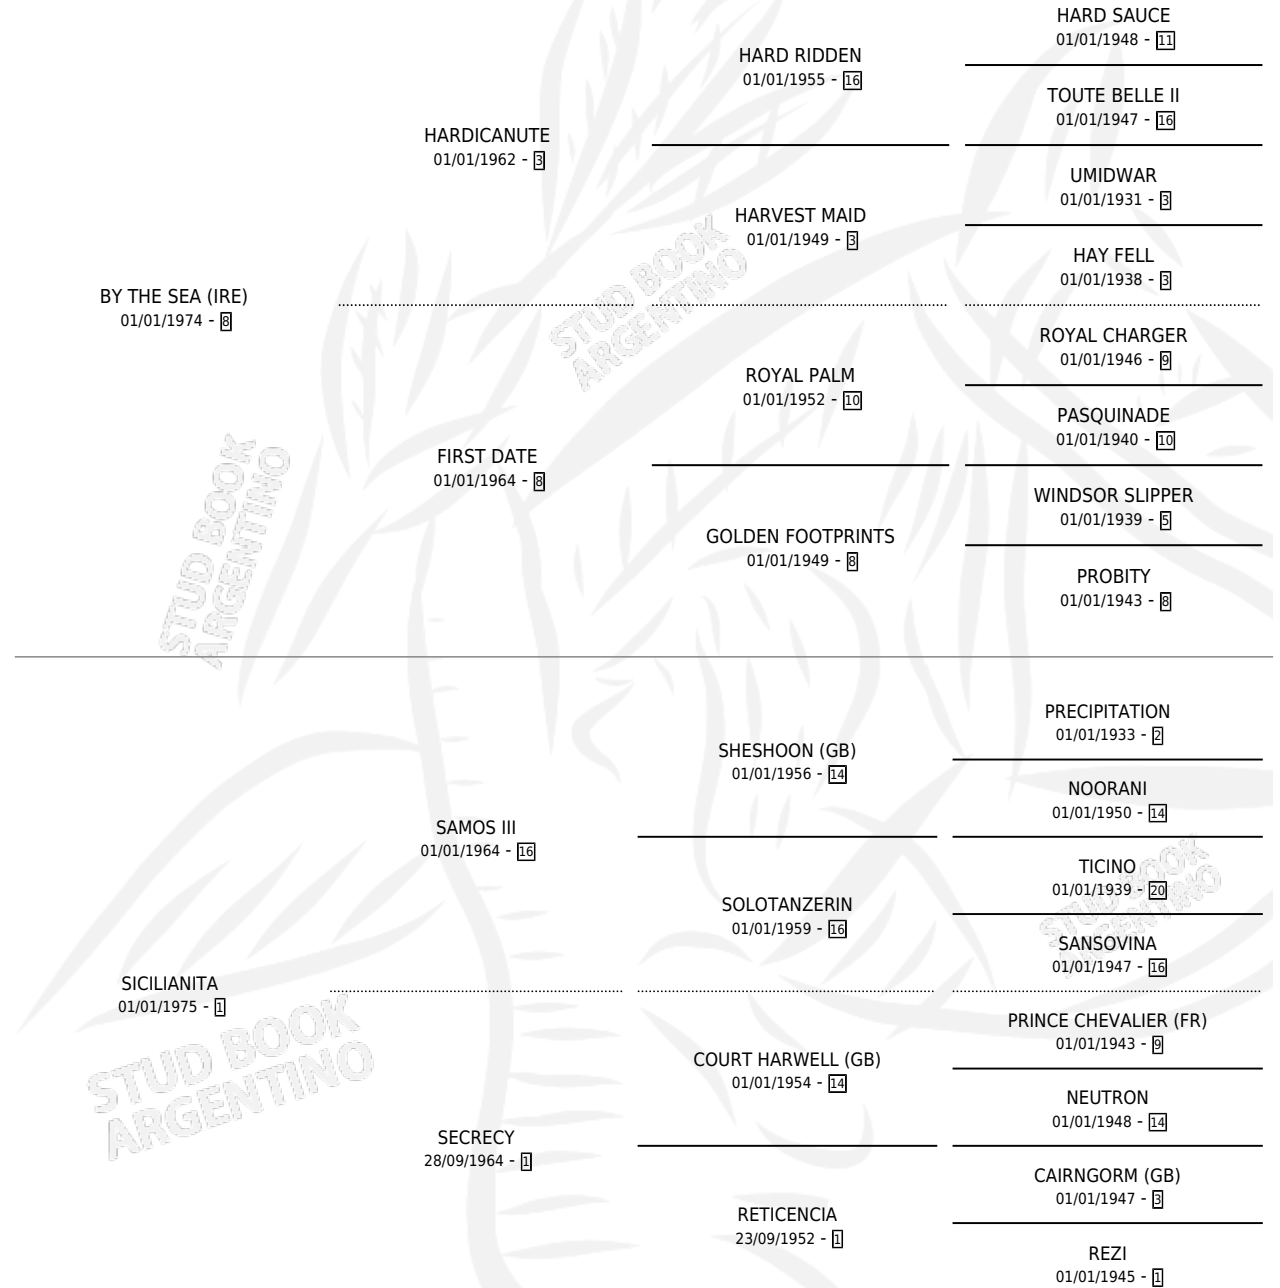 HARD SAUCE
01/01/1948 - 11
HARD RIDDEN
01/01/1955 - 16
TOUTE BELLE II
01/01/1947 - 16
HARDICANUTE
01/01/1962 - 3
UMIDWAR
01/01/1931 - 3
HARVEST MAID
01/01/1949 - 3
HAY FELL
01/01/1938 - 3
BY THE SEA (IRE)
01/01/1974 - 8
ROYAL CHARGER
01/01/1946 - 9
ROYAL PALM
01/01/1952 - 10
PASQUINADE
01/01/1940 - 10
FIRST DATE
01/01/1964 - 8
WINDSOR SLIPPER
01/01/1939 - 5
GOLDEN FOOTPRINTS
01/01/1949 - 8
PROBITY
01/01/1943 - 8
PRECIPITATION
01/01/1933 - 2
SHESHOON (GB)
01/01/1956 - 14
NOORANI
01/01/1950 - 14
SAMOS III
01/01/1964 - 16
TICINO
01/01/1939 - 20
SOLOTANZERIN
01/01/1959 - 16
SANSOVINA
01/01/1947 - 16
SICILIANITA
01/01/1975 - 1
PRINCE CHEVALIER (FR)
01/01/1943 - 9
COURT HARWELL (GB)
01/01/1954 - 14
NEUTRON
01/01/1948 - 14
SECRECY
28/09/1964 - 1
CAIRNGORM (GB)
01/01/1947 - 3
RETICENCIA
23/09/1952 - 1
REZI
01/01/1945 - 1
STUD BOOK
ARGENTINO
STUD BOOK
ARGENTINO
STUD BOOK
ARGENTINO
STUD BOOK
ARGENTINO